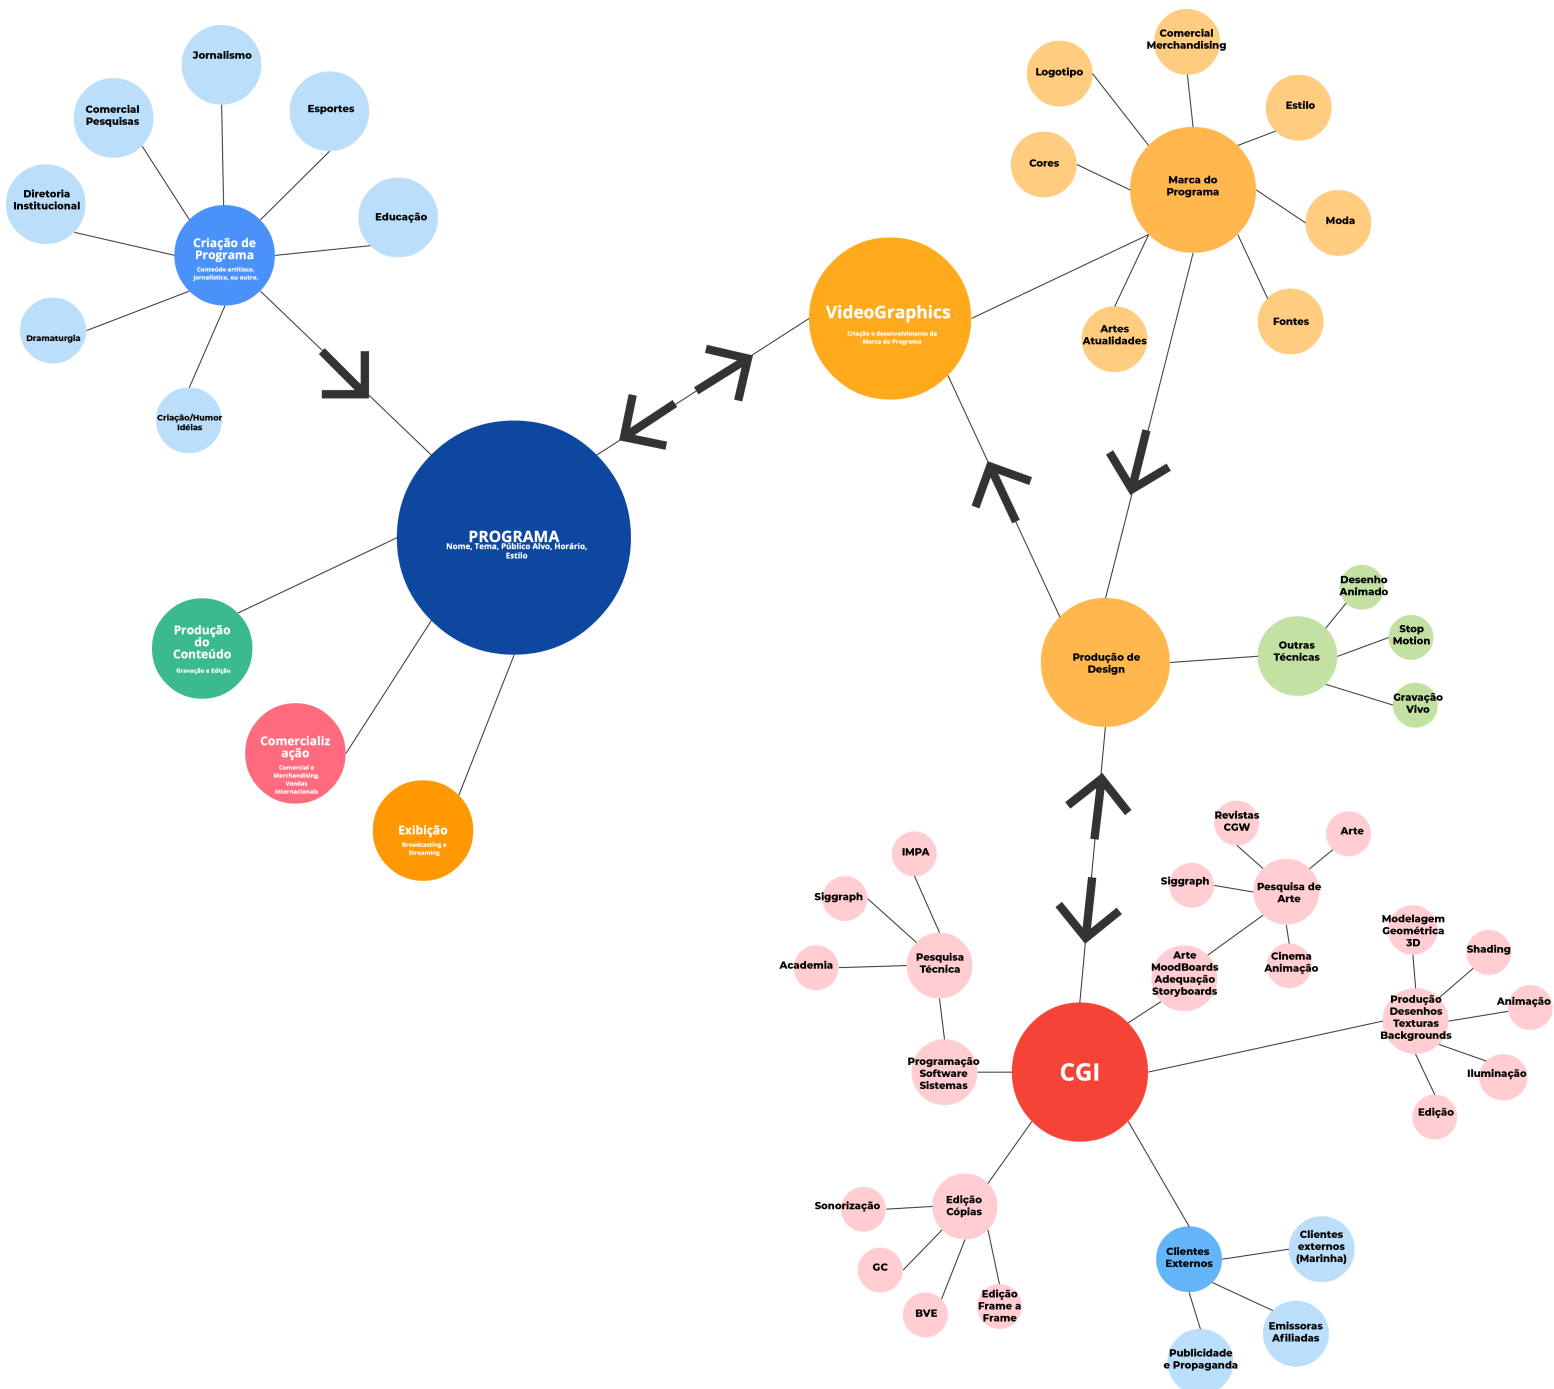 Jornalismo
Comercial
Pesquisas
Esportes
Diretoria
Institucional
Educação
Criação de
Programa
Conteúdo artítisco,
jornalístico, ou outro.
Dramaturgia
Criação/Humor
Idéias
PROGRAMA
Nome, Tema, Público Alvo, Horário,
Estilo
Produção
do
Conteúdo
Gravação e Edição
Comercializ
ação
Comercial e
Merchandising.
Vendas
internacianais
Exibição
Broadcasting e
Streaming
VideoGraphics
Criação e desenvolvimento da
Marca do Programa
Comercial
Merchandising
Logotipo
Estilo
Cores
Marca do
Programa
Moda
Artes
Atualidades
Fontes
Produção de
Design
Outras
Técnicas
Desenho
Animado
Stop
Motion
Gravação
Vivo
IMPA
Siggraph
Academia
Pesquisa
Técnica
Programação
Software
Sistemas
Revistas
CGW
Arte
Siggraph
Pesquisa de
Arte
Cinema
Animação
Arte
MoodBoards
Adequação
Storyboards
Modelagem
Geométrica
3D
Shading
Animação
Produção
Desenhos
Texturas
Backgrounds
Iluminação
Edição
CGI
Edição
Cópias
Sonorização
GC
BVE
Edição
Frame a
Frame
Clientes
Externos
Clientes
externos
(Marinha)
Emissoras
Afiliadas
Publicidade
e Propaganda